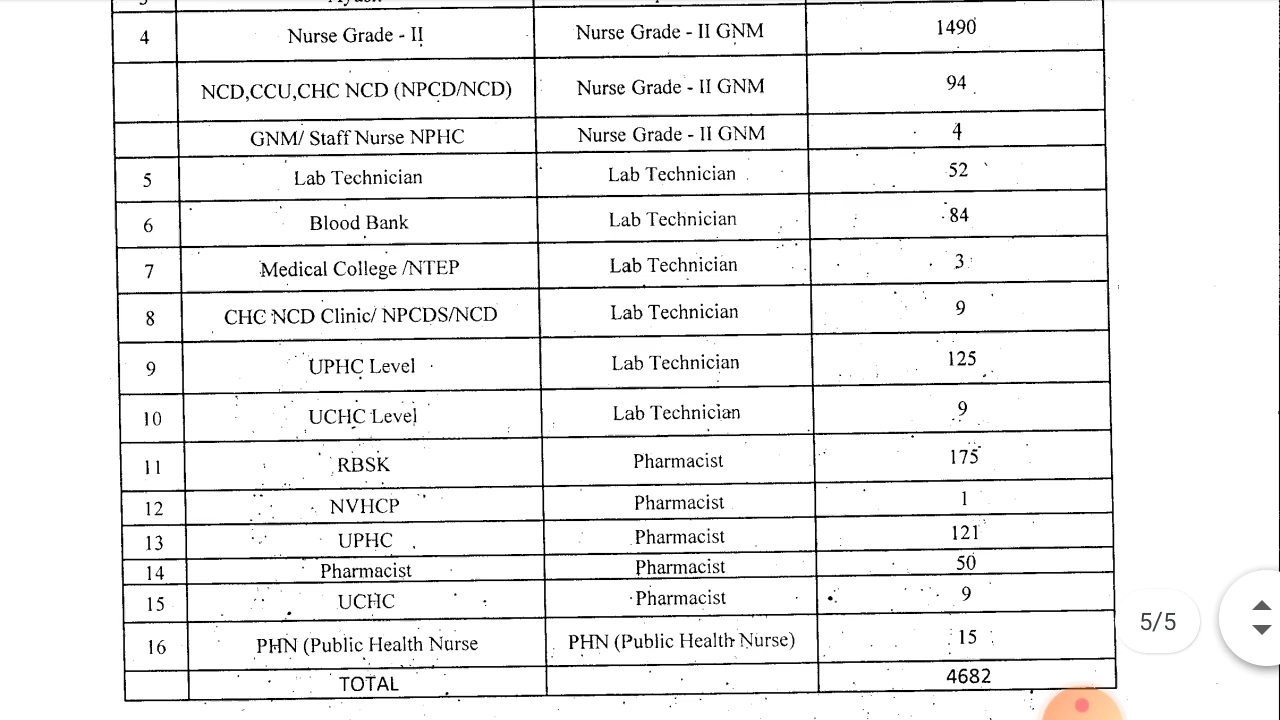 4 Nurse Grade - II Nurse Grade - II GNM 1490
NCD,CCU,CHC NCD (NPCD/NCD) Nurse Grade - II GNM 94
GNM/ Staff Nurse NPHC Nurse Grade - II GNM 4
5 Lab Technician Lab Technician 52
6 Blood Bank Lab Technician 84
7 Medical College /NTEP Lab Technician 3
8 CHC NCD Clinic/ NPCDS/NCD Lab Technician 9
9 UPHC Level Lab Technician 125
10 UCHC Level Lab Technician 9
11 RBSK Pharmacist 175
12 NVHCP Pharmacist 1
13 UPHC Pharmacist 121
14 Pharmacist Pharmacist 50
15 UCHC Pharmacist 9
5/5
16 PHN (Public Health Nurse PHN (Public Health Nurse) 15
TOTAL 4682